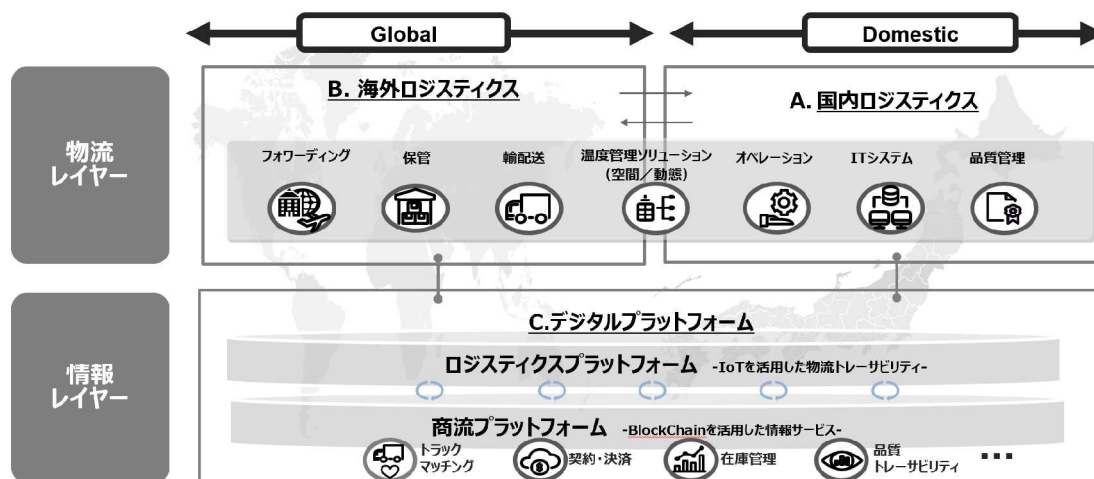 Global
Domestic
物流
レイヤー
B. 海外ロジスティクス
A. 国内ロジスティクス
フォワーディング
保管
輸配送
温度管理ソリューション
(空間／動態)
オペレーション
ITシステム
品質管理
情報
レイヤー
C.デジタルプラットフォーム
ロジスティクスプラットフォーム -IoTを活用した物流トレーサビリティ-
商流プラットフォーム -BlockChainを活用した情報サービス-
トラック
マッチング
契約・決済
在庫管理
品質
トレーサビリティ
▪▪▪